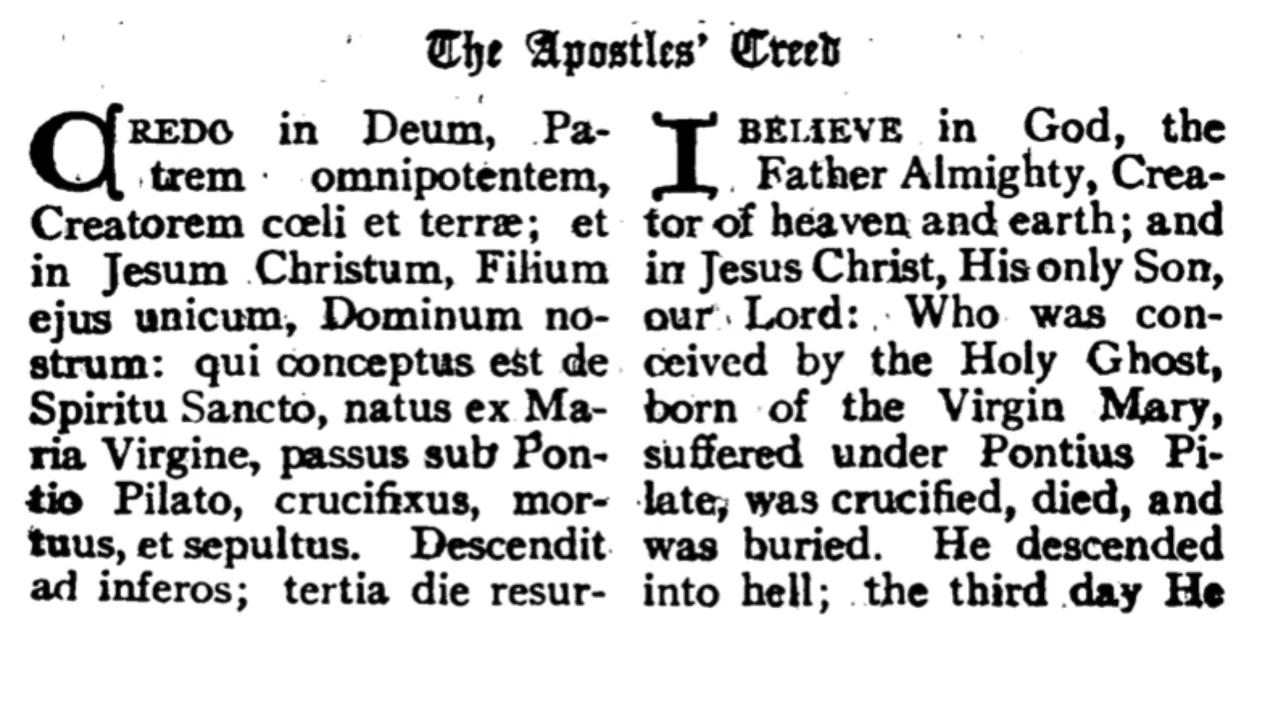 The Apostles' Creed
CREDO in Deum, Pa-
trem omnipotentem,
Creatorem cœli et terræ; et
in Jesum Christum, Filium
ejus unicum, Dominum no-
strum: qui conceptus est de
Spiritu Sancto, natus ex Ma-
ria Virgine, passus sub Pon-
tio Pilato, crucifixus, mor-
tuus, et sepultus. Descendit
ad inferos; tertia die resur-
I BELIEVE in God, the
Father Almighty, Crea-
tor of heaven and earth; and
in Jesus Christ, His only Son,
our Lord: Who was con-
ceived by the Holy Ghost,
born of the Virgin Mary,
suffered under Pontius Pi-
late, was crucified, died, and
was buried. He descended
into hell; the third day He